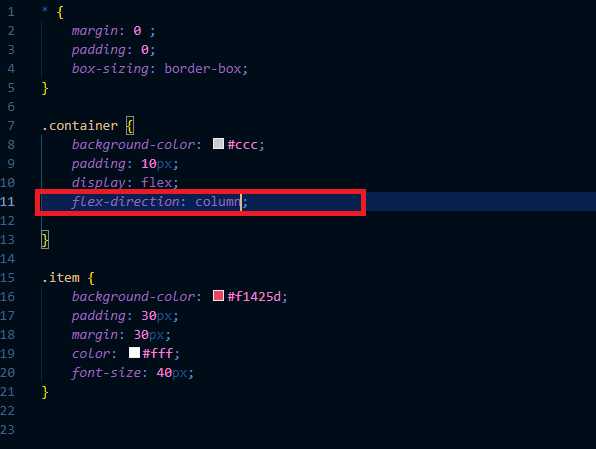 1 * {
2 margin: 0 ;
3 padding: 0;
4 box-sizing: border-box;
5 }
6
7 .container {
8 background-color: #ccc;
9 padding: 10px;
10 display: flex;
11 flex-direction: column;
12
13 }
14
15 .item {
16 background-color: #f1425d;
17 padding: 30px;
18 margin: 30px;
19 color: #fff;
20 font-size: 40px;
21 }
22
23